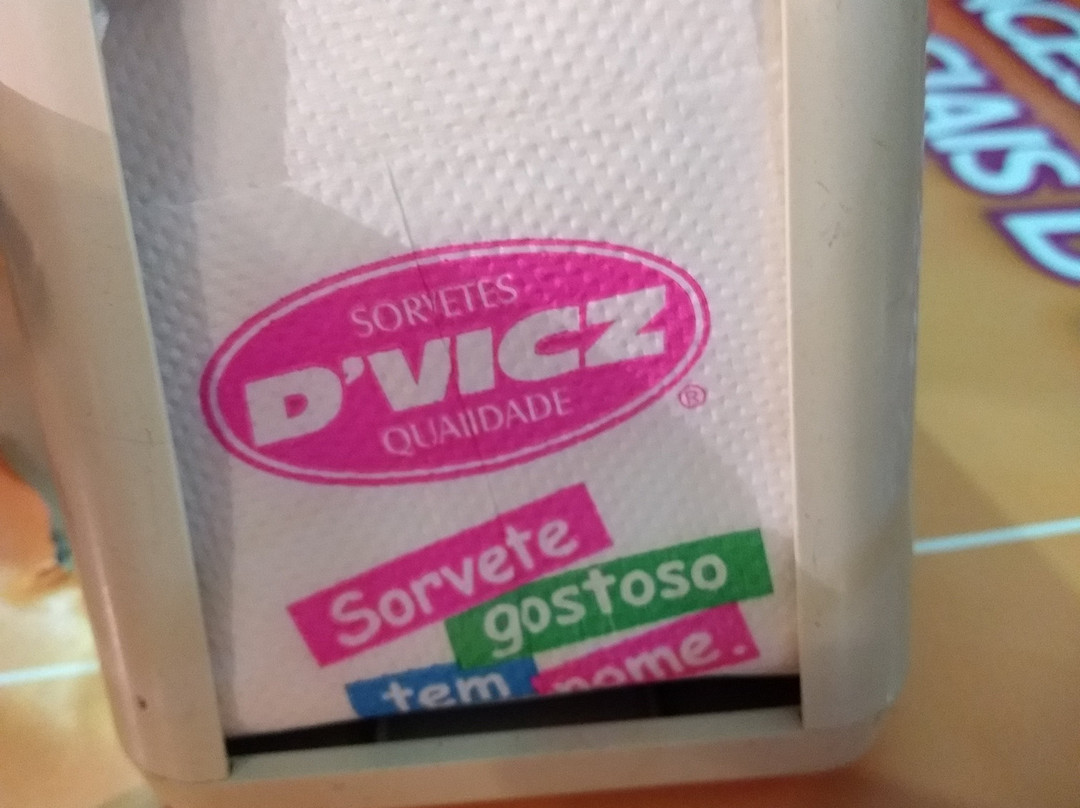 SORVETES
D'VICZ
QUALIDADE
®
Sorvete
gostoso
tem nome.